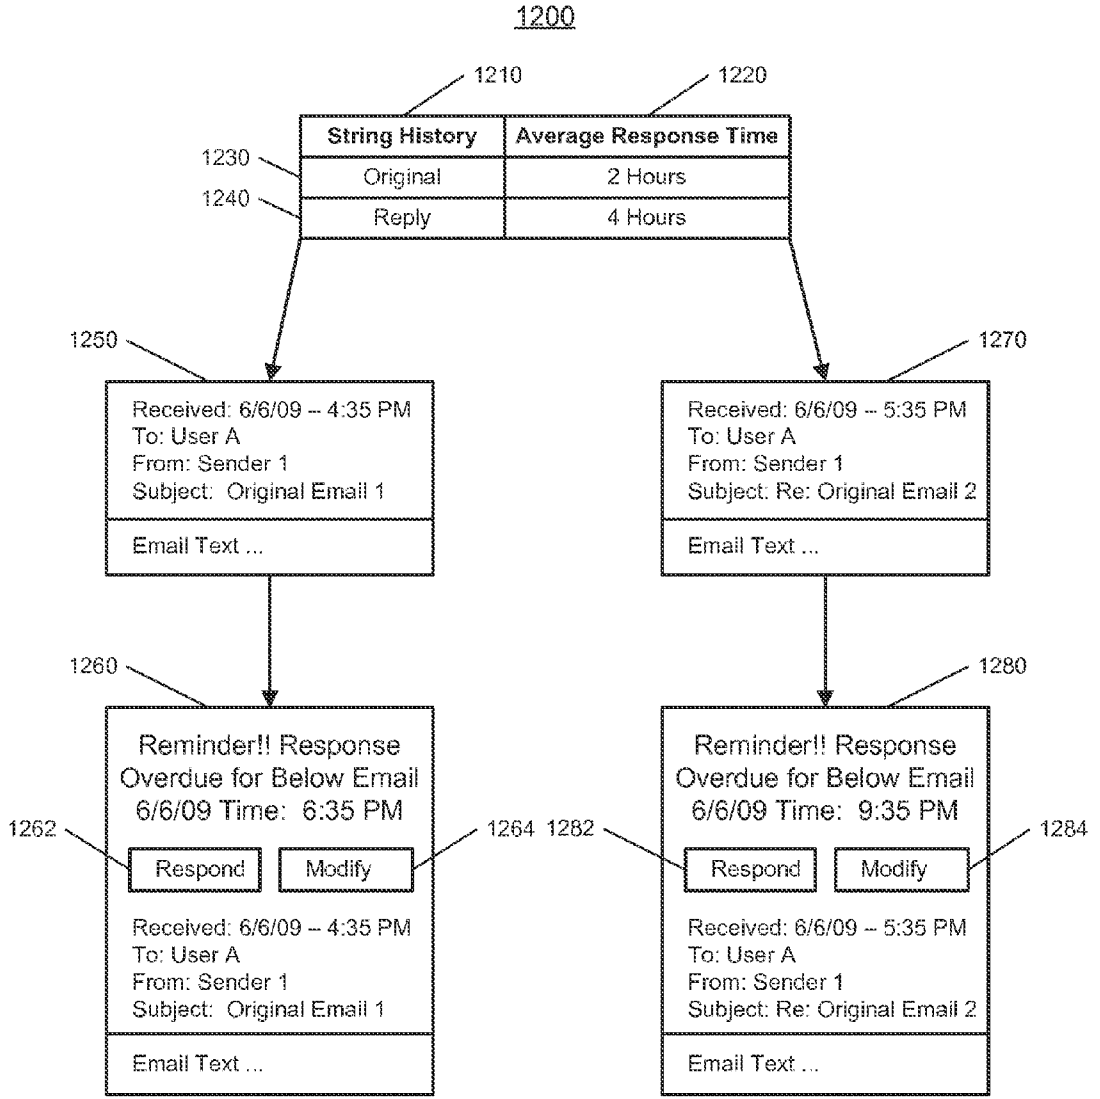 1200
1210
1220
String History Average Response Time
1230
Original 2 Hours
1240
Reply 4 Hours
1250
Received: 6/6/09 – 4:35 PM
To: User A
From: Sender 1
Subject: Original Email 1
Email Text ...
1270
Received: 6/6/09 – 5:35 PM
To: User A
From: Sender 1
Subject: Re: Original Email 2
Email Text ...
1260
Reminder!! Response
Overdue for Below Email
6/6/09 Time: 6:35 PM
1262
1264
Respond Modify
Received: 6/6/09 – 4:35 PM
To: User A
From: Sender 1
Subject: Original Email 1
Email Text ...
1280
Reminder!! Response
Overdue for Below Email
6/6/09 Time: 9:35 PM
1282
1284
Respond Modify
Received: 6/6/09 – 5:35 PM
To: User A
From: Sender 1
Subject: Re: Original Email 2
Email Text ...